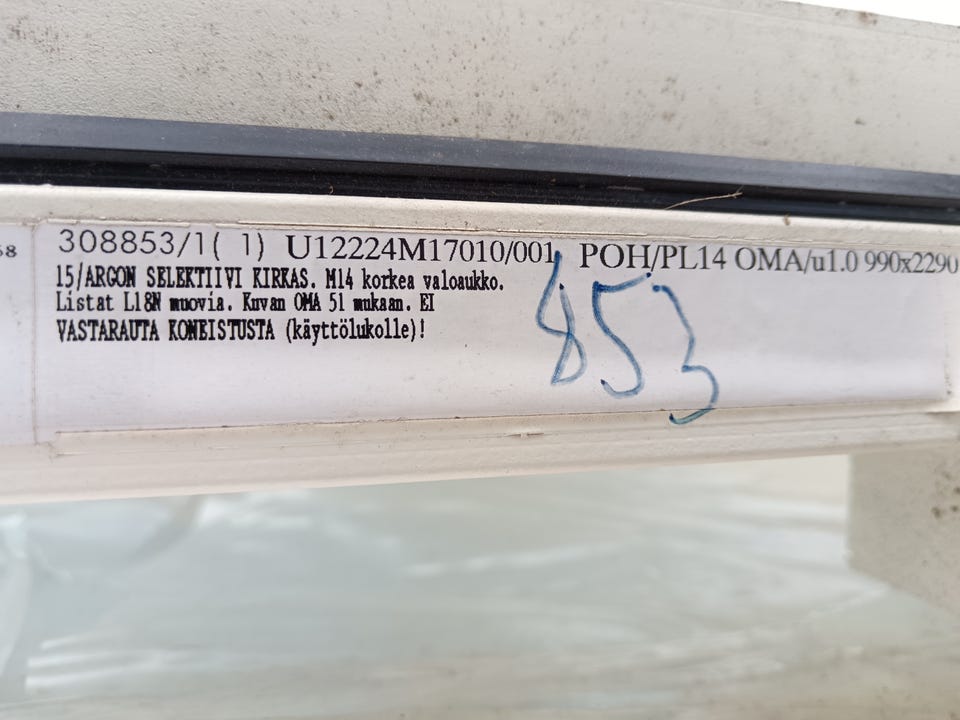 68
308853/1( 1) U12224M17010/001 POH/PL14 OMA/u1.0 990x2290
15/ARGON SELEKTIIVI KIRKAS. M14 korkea valoaukko.
Listat L18N muovia. Kuvan OMA 51 mukaan. EI
VASTARAUTA KONEISTUSTA (käyttölukolle)!
853